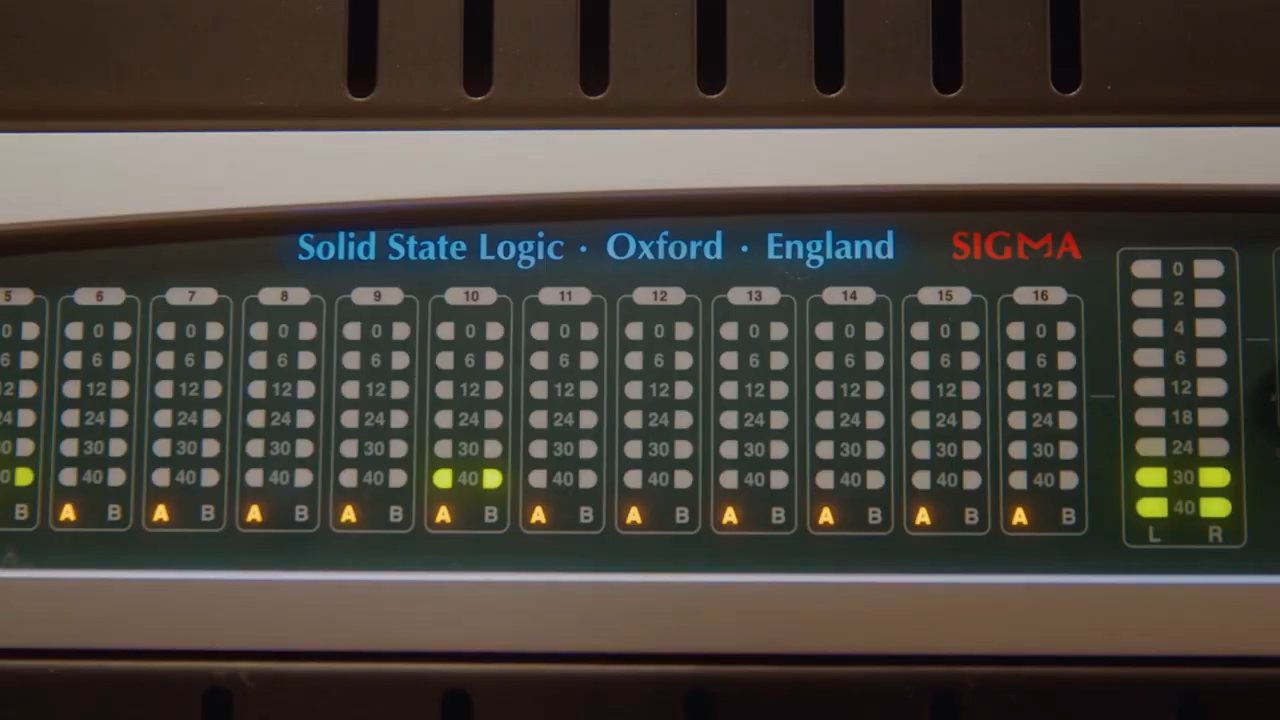 Solid State Logic · Oxford · England SIGMA
5 6 7 8 9 10 11 12 13 14 15 16
0 0 0 0 0 0 0 0 0 0 0 0
6 6 6 6 6 6 6 6 6 6 6 6
12 12 12 12 12 12 12 12 12 12 12 12
24 24 24 24 24 24 24 24 24 24 24
30 30 30 30 30 30 30 30 30 30 30
40 40 40 40 40 40 40 40 40 40 40
B A B A B A B A B A B A B A B A B A B A B A B
0
2
4
6
12
18
24
30
40
L R